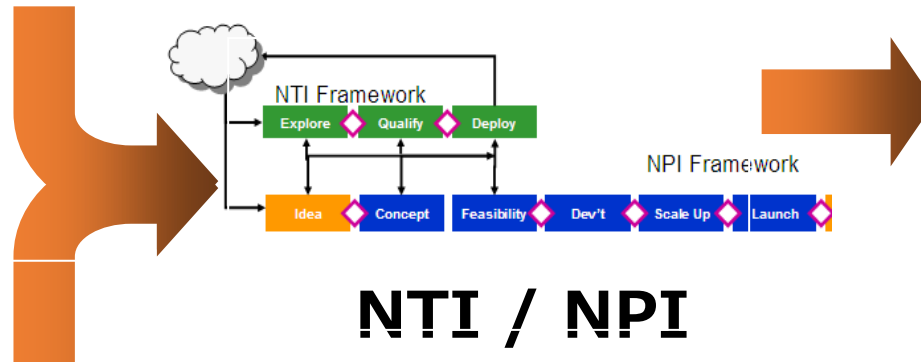 NTI Framework
Explore Qualify Deploy
NPI Framework
Idea Concept Feasibility Dev't Scale Up Launch
NTI / NPI